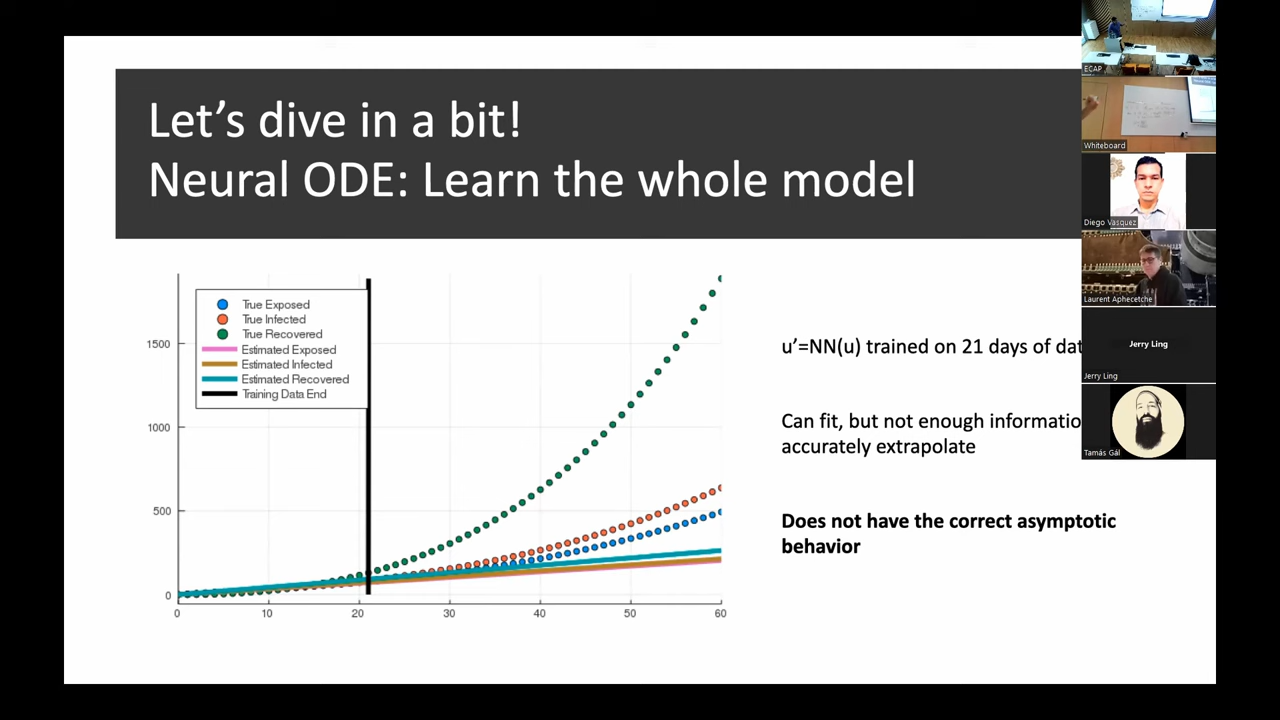 Let's dive in a bit!
Neural ODE: Learn the whole model
True Exposed
True Infected
True Recovered
Estimated Exposed
Estimated Infected
Estimated Recovered
Training Data End
1500
1000
500
0
0
10
20
30
40
50
60
u'=NN(u) trained on 21 days of dat
Can fit, but not enough informatio
accurately extrapolate
Does not have the correct asymptotic
behavior
ECAP
Whiteboard
Diego Vasquez
Laurent Aphecetche
Jerry Ling
Jerry Ling
Tamás Gál